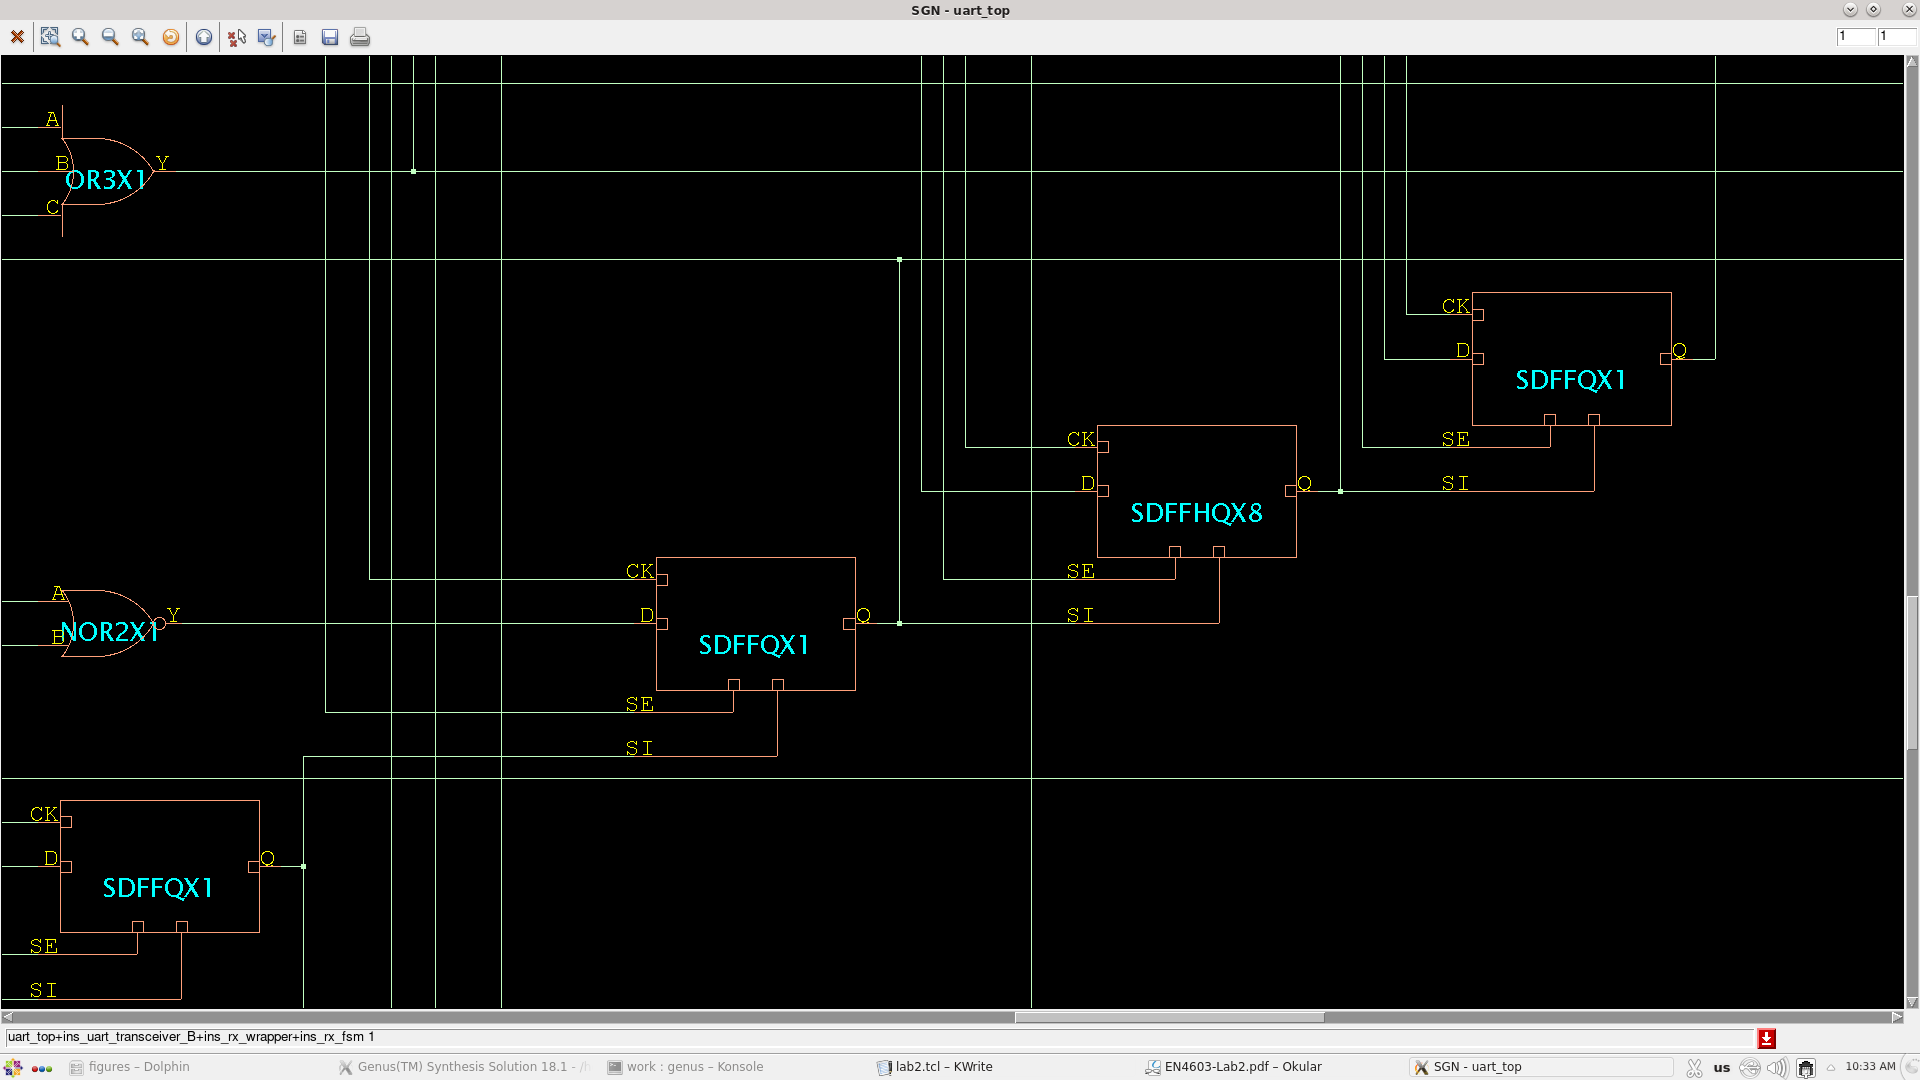 SGN - uart_top
1 1
A
B Y
OR3X1
C
CK
D Q
SDFFQX1
SE
SI
CK
D Q
SDFFHQX8
SE
SI
CK
D Q
SDFFQX1
SE
SI
A
Y
NOR2X1
B
CK
D Q
SDFFQX1
SE
SI
uart_top+ins_uart_transceiver_B+ins_rx_wrapper+ins_rx_fsm 1
figures – Dolphin
Genus(TM) Synthesis Solution 18.1 - /h
work : genus – Konsole
lab2.tcl – KWrite
EN4603-Lab2.pdf – Okular
SGN - uart_top
us
10:33 AM